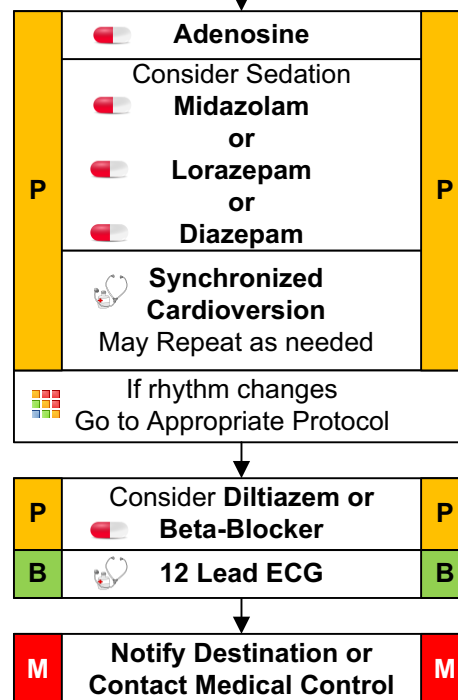 Adenosine
Consider Sedation
Midazolam
or
Lorazepam
or
Diazepam
P P
Synchronized
Cardioversion
May Repeat as needed
If rhythm changes
Go to Appropriate Protocol
P Consider Diltiazem or P
Beta-Blocker
B 12 Lead ECG B
M Notify Destination or M
Contact Medical Control